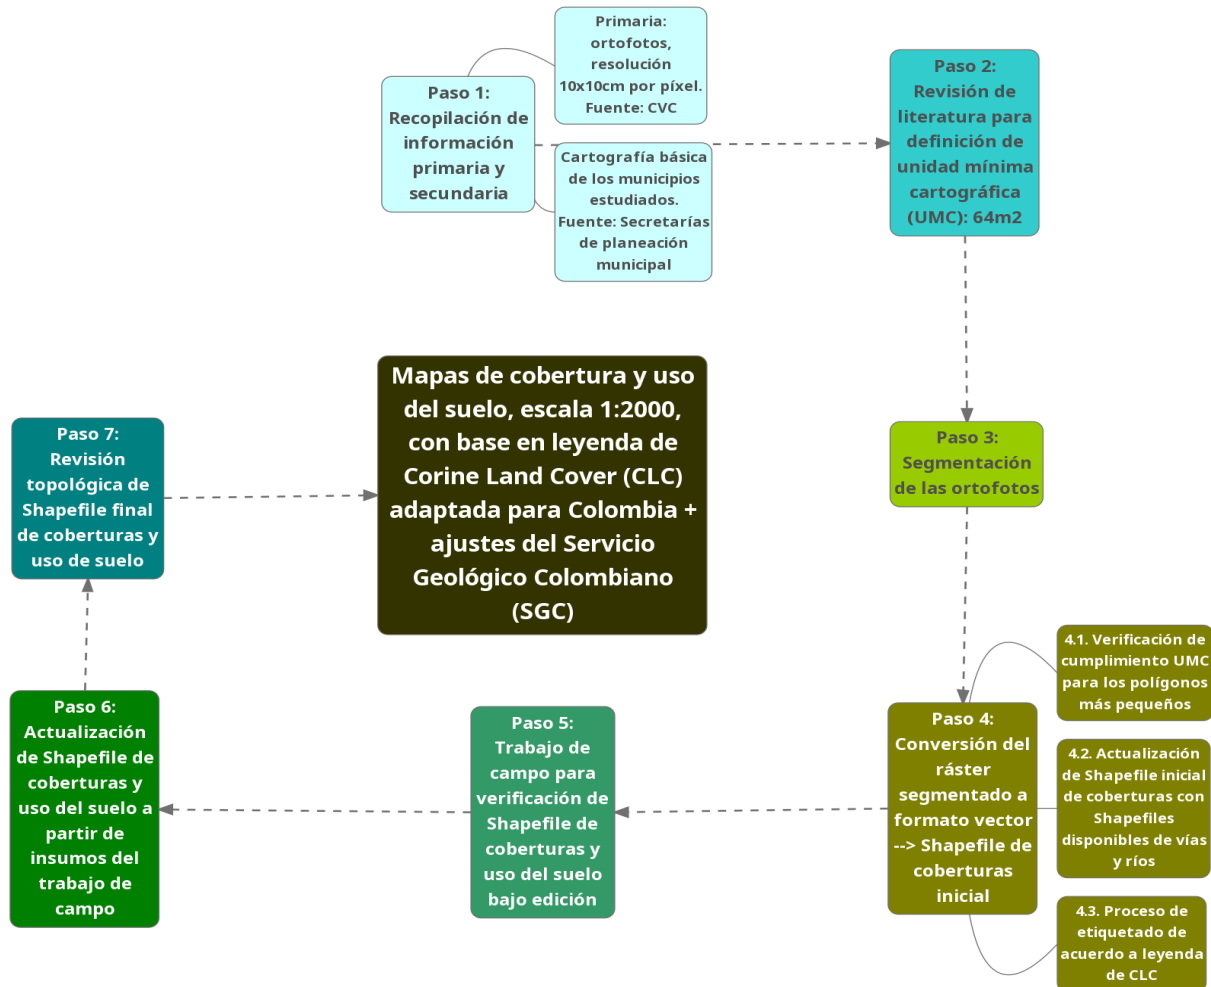 Paso 1:
Recopilación de
información
primaria y
secundaria
Primaria:
ortofotos,
resolución
10x10cm por píxel.
Fuente: CVC
Cartografía básica
de los municipios
estudiados.
Fuente: Secretarías
de planeación
municipal
Paso 2:
Revisión de
literatura para
definición de
unidad mínima
cartográfica
(UMC): 64m2
Paso 3:
Segmentación
de las ortofotos
Paso 4:
Conversión del
ráster
segmentado a
formato vector
--> Shapefile de
coberturas
inicial
4.1. Verificación de
cumplimiento UMC
para los polígonos
más pequeños
4.2. Actualización
de Shapefile inicial
de coberturas con
Shapefiles
disponibles de vías
y ríos
4.3. Proceso de
etiquetado de
acuerdo a leyenda
de CLC
Paso 5:
Trabajo de
campo para
verificación de
Shapefile de
coberturas y
uso del suelo
bajo edición
Paso 6:
Actualización
de Shapefile de
coberturas y
uso del suelo a
partir de
insumos del
trabajo de
campo
Paso 7:
Revisión
topológica de
Shapefile final
de coberturas y
uso de suelo
Mapas de cobertura y uso
del suelo, escala 1:2000,
con base en leyenda de
Corine Land Cover (CLC)
adaptada para Colombia +
ajustes del Servicio
Geológico Colombiano
(SGC)